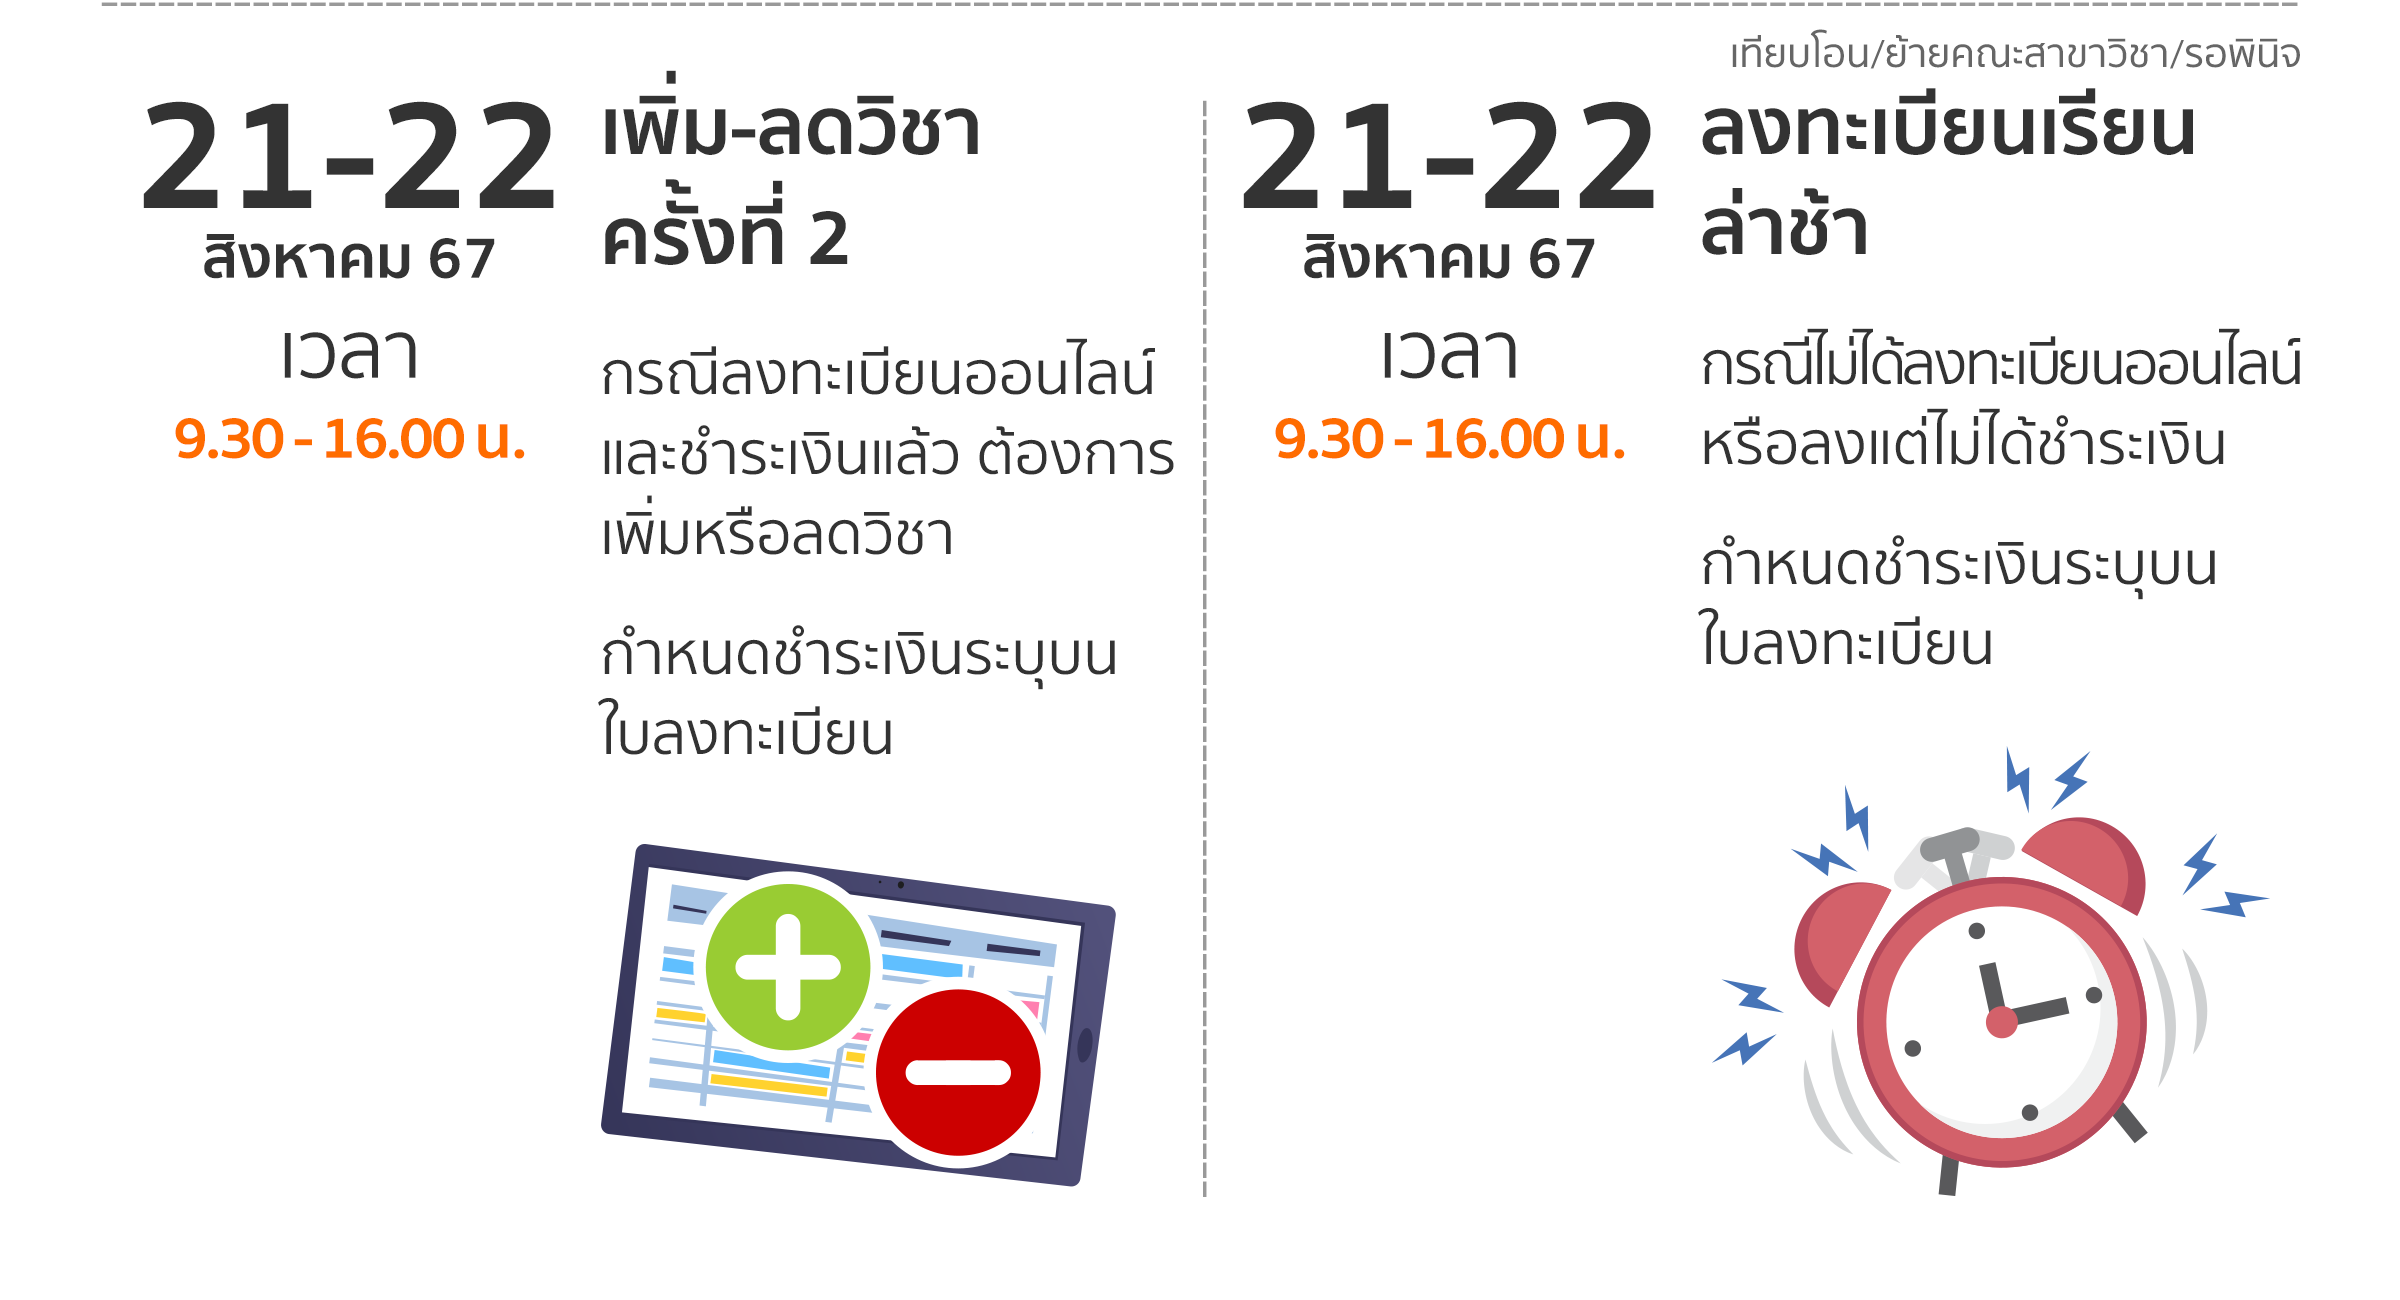 21-22
สิงหาคม 67
เวลา
9.30 - 16.00 น.
เพิ่ม-ลดวิชา
ครั้งที่ 2
กรณีลงทะเบียนออนไลน์
และชำระเงินแล้ว ต้องการ
เพิ่มหรือลดวิชา
กำหนดชำระเงินระบุบน
ใบลงทะเบียน
เทียบโอน/ย้ายคณะสาขาวิชา/รอพินิจ
21-22
สิงหาคม 67
เวลา
9.30 - 16.00 น.
ลงทะเบียนเรียน
ล่าช้า
กรณีไม่ได้ลงทะเบียนออนไลน์
หรือลงแต่ไม่ได้ชำระเงิน
กำหนดชำระเงินระบุบน
ใบลงทะเบียน